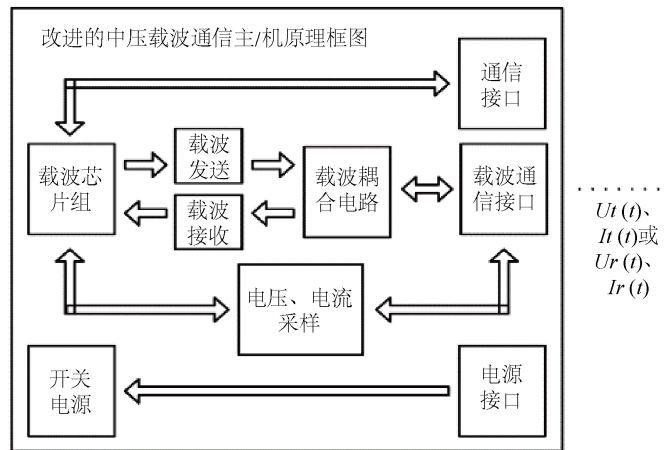 改进的中压载波通信主/机原理框图
通信
接口
载波芯
片组
载波
发送
载波
接收
载波耦
合电路
载波通
信接口
Ut (t)、
It (t)或
Ur (t)、
Ir (t)
电压、电流
采样
开关
电源
电源
接口